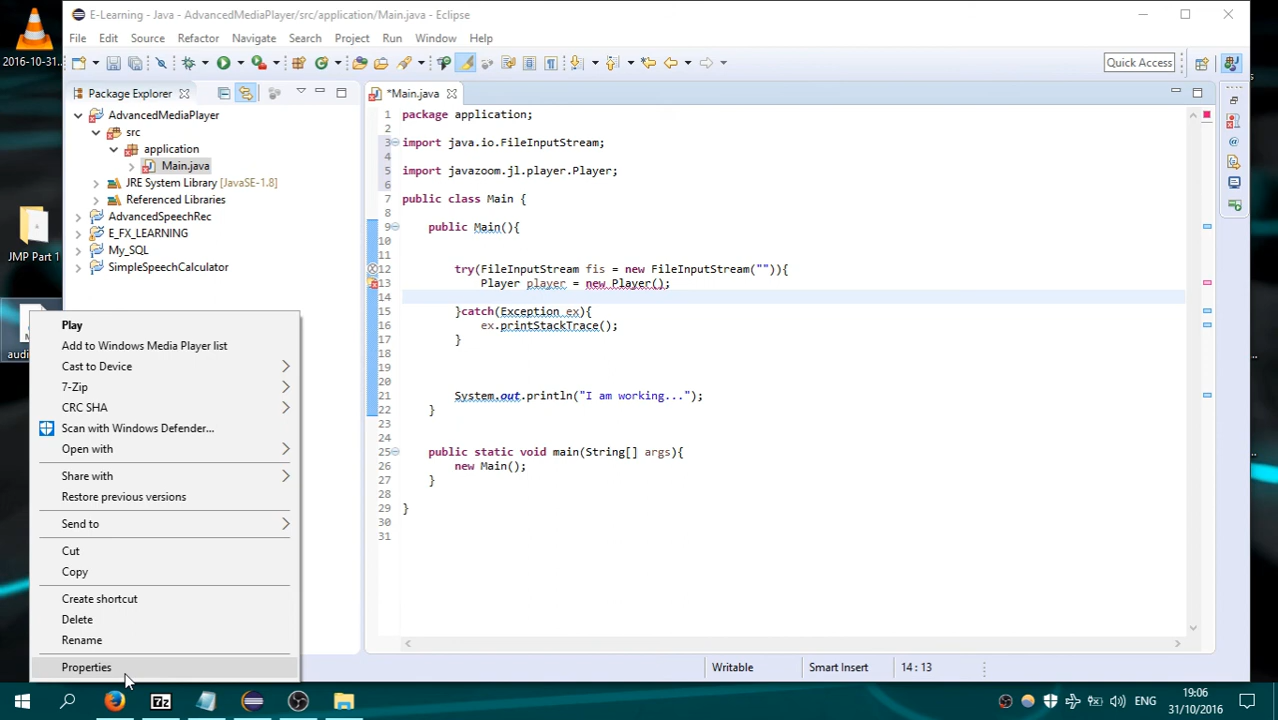 E-Learning - Java - AdvancedMediaPlayer/src/application/Main.java - Eclipse
File Edit Source Refactor Navigate Search Project Run Window Help
Quick Access
2016-10-31...
JMP Part 1
Package Explorer
AdvancedMediaPlayer
src
application
Main.java
JRE System Library [JavaSE-1.8]
Referenced Libraries
AdvancedSpeechRec
E_FX_LEARNING
My_SQL
SimpleSpeechCalculator
*Main.java
1 package application;
2
3 import java.io.FileInputStream;
4
5 import javazoom.jl.player.Player;
6
7 public class Main {
8
9 public Main(){
10
11
12 try(FileInputStream fis = new FileInputStream("")){
13 Player player = new Player();
14
15 }catch(Exception ex){
16 ex.printStackTrace();
17 }
18
19
20
21 System.out.println("I am working...");
22 }
23
24
25 public static void main(String[] args){
26 new Main();
27 }
28
29 }
30
31
audi
Play
Add to Windows Media Player list
Cast to Device
7-Zip
CRC SHA
Scan with Windows Defender...
Open with
Share with
Restore previous versions
Send to
Cut
Copy
Create shortcut
Delete
Rename
Properties
Writable
Smart Insert
14 : 13
7z
ENG
19:06
31/10/2016